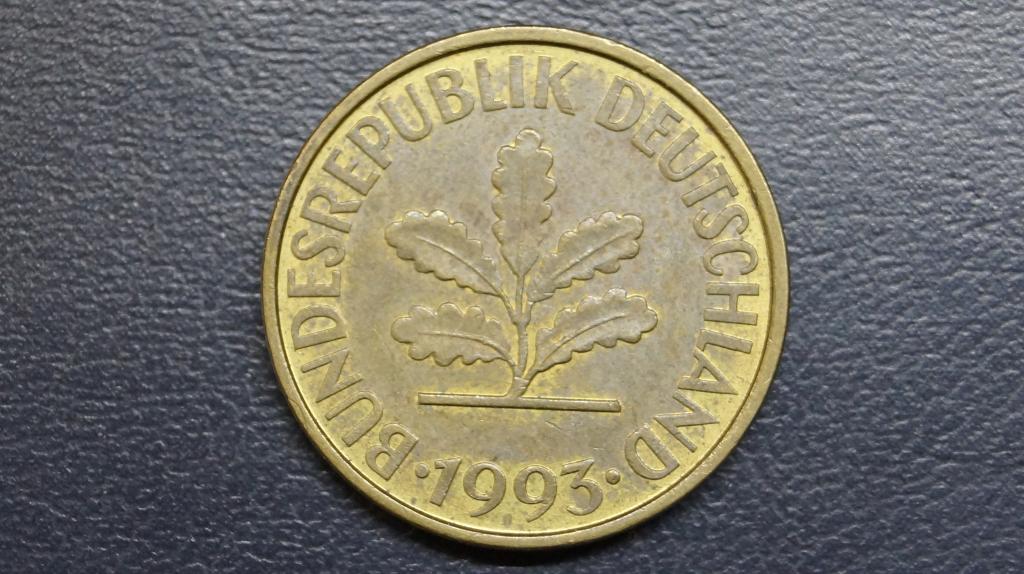 BUNDESREPUBLIK DEUTSCHLAND
·1993·